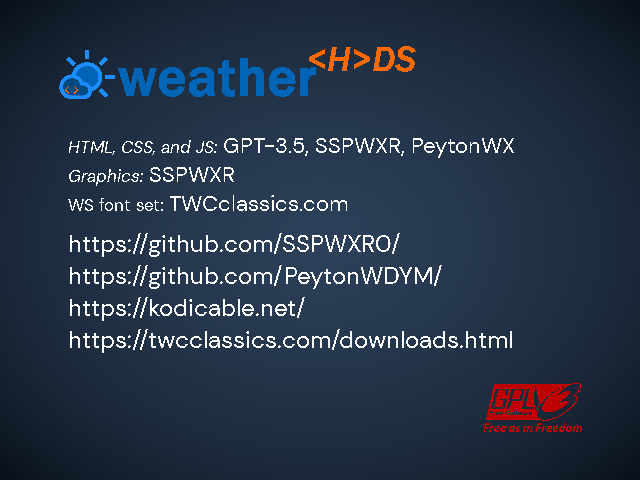 weather<H>DS
HTML, CSS, and JS: GPT-3.5, SSPWXR, PeytonWX
Graphics: SSPWXR
WS font set: TWCclassics.com
https://github.com/SSPWXR0/
https://github.com/PeytonWDYM/
https://kodicable.net/
https://twcclassics.com/downloads.html
GPLv3
Free as in Freedom